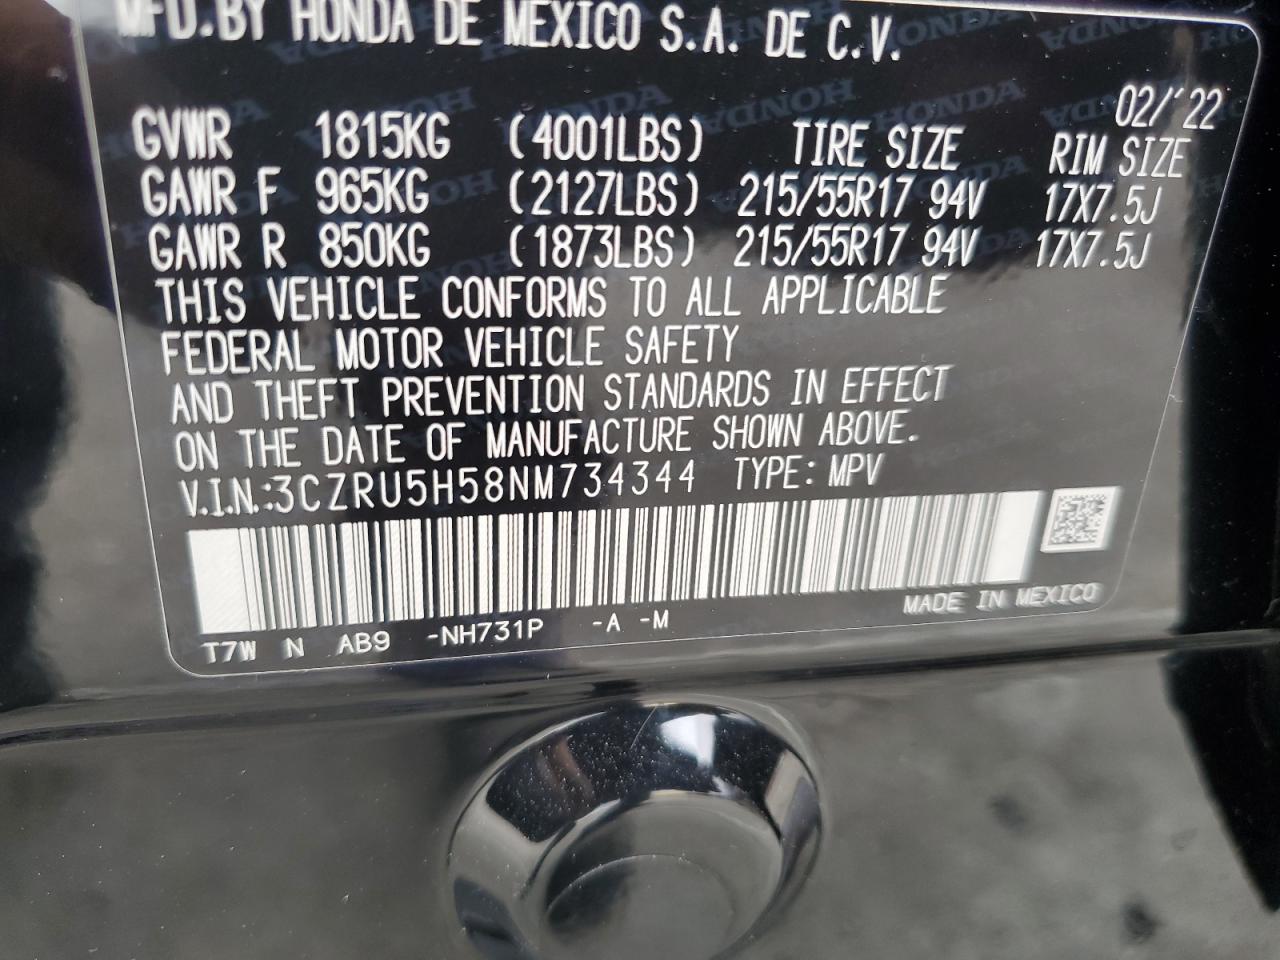 MFD.BY HONDA DE MEXICO S.A. DE C.V.
02/'22
GVWR 1815KG (4001LBS) TIRE SIZE RIM SIZE
GAWR F 965KG (2127LBS) 215/55R17 94V 17X7.5J
GAWR R 850KG (1873LBS) 215/55R17 94V 17X7.5J
THIS VEHICLE CONFORMS TO ALL APPLICABLE
FEDERAL MOTOR VEHICLE SAFETY
AND THEFT PREVENTION STANDARDS IN EFFECT
ON THE DATE OF MANUFACTURE SHOWN ABOVE.
V.I.N.:3CZRU5H58NM734344 TYPE: MPV
MADE IN MEXICO
T7W N AB9 -NH731P -A -M